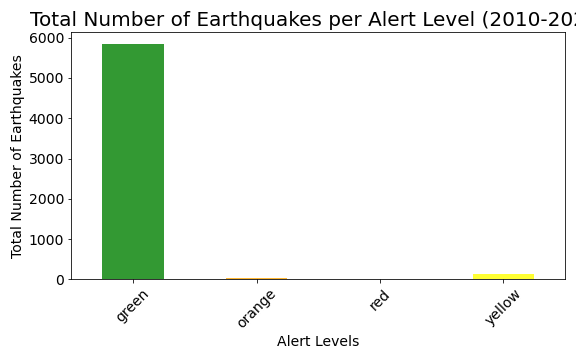 Total Number of Earthquakes per Alert Level (2010-202
6000
5000
4000
3000
2000
1000
0
Total Number of Earthquakes
green
orange
red
yellow
Alert Levels